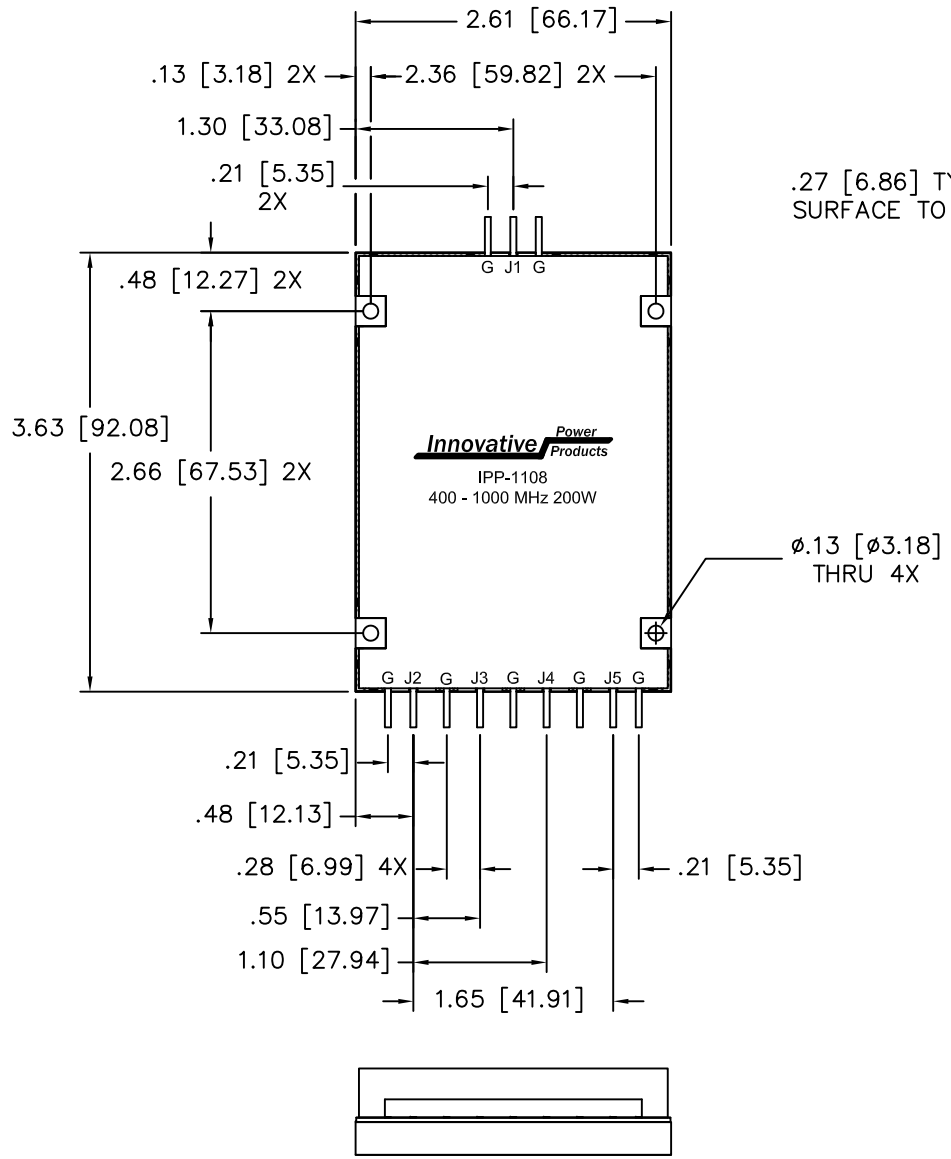 2.61 [66.17]
.13 [3.18] 2X
2.36 [59.82] 2X
1.30 [33.08]
.21 [5.35]
2X
.27 [6.86] TY
SURFACE TO
G J1 G
.48 [12.27] 2X
3.63 [92.08]
2.66 [67.53] 2X
Innovative Power
Products
IPP-1108
400 - 1000 MHz 200W
ø.13 [ø3.18]
THRU 4X
G J2 G J3 G J4 G J5 G
.21 [5.35]
.48 [12.13]
.28 [6.99] 4X
.21 [5.35]
.55 [13.97]
1.10 [27.94]
1.65 [41.91]